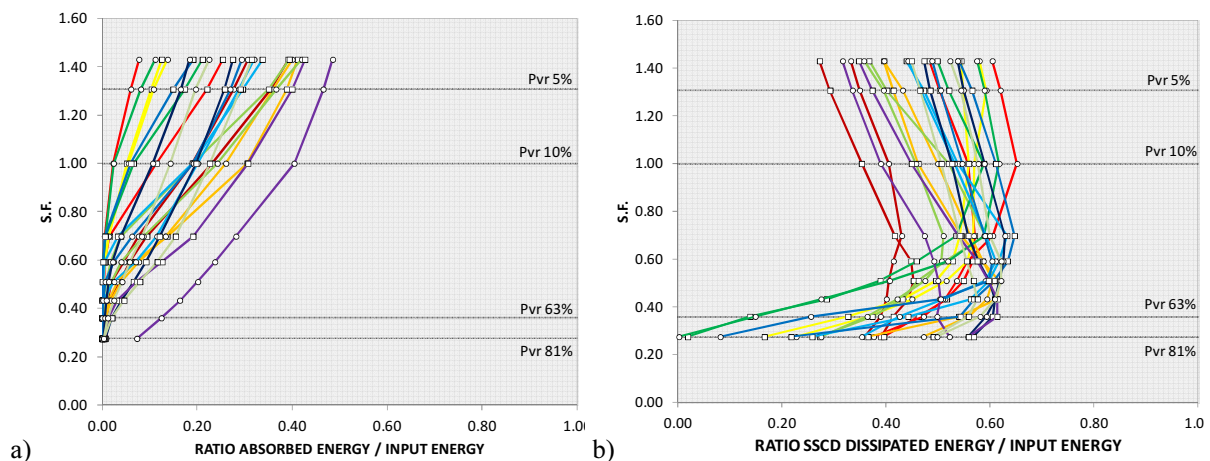 1.60
1.40
1.20
1.00
0.80
0.60
0.40
0.20
0.00
S.F.
Pvr 5%
Pvr 10%
Pvr 63%
Pvr 81%
0.00 0.20 0.40 0.60 0.80 1.0
RATIO ABSORBED ENERGY / INPUT ENERGY
a)
1.60
1.40
1.20
1.00
0.80
0.60
0.40
0.20
0.00
S.F.
Pvr 5%
Pvr 10%
Pvr 63%
Pvr 81%
0.00 0.20 0.40 0.60 0.80 1.00
RATIO SSCD DISSIPATED ENERGY / INPUT ENERGY
b)